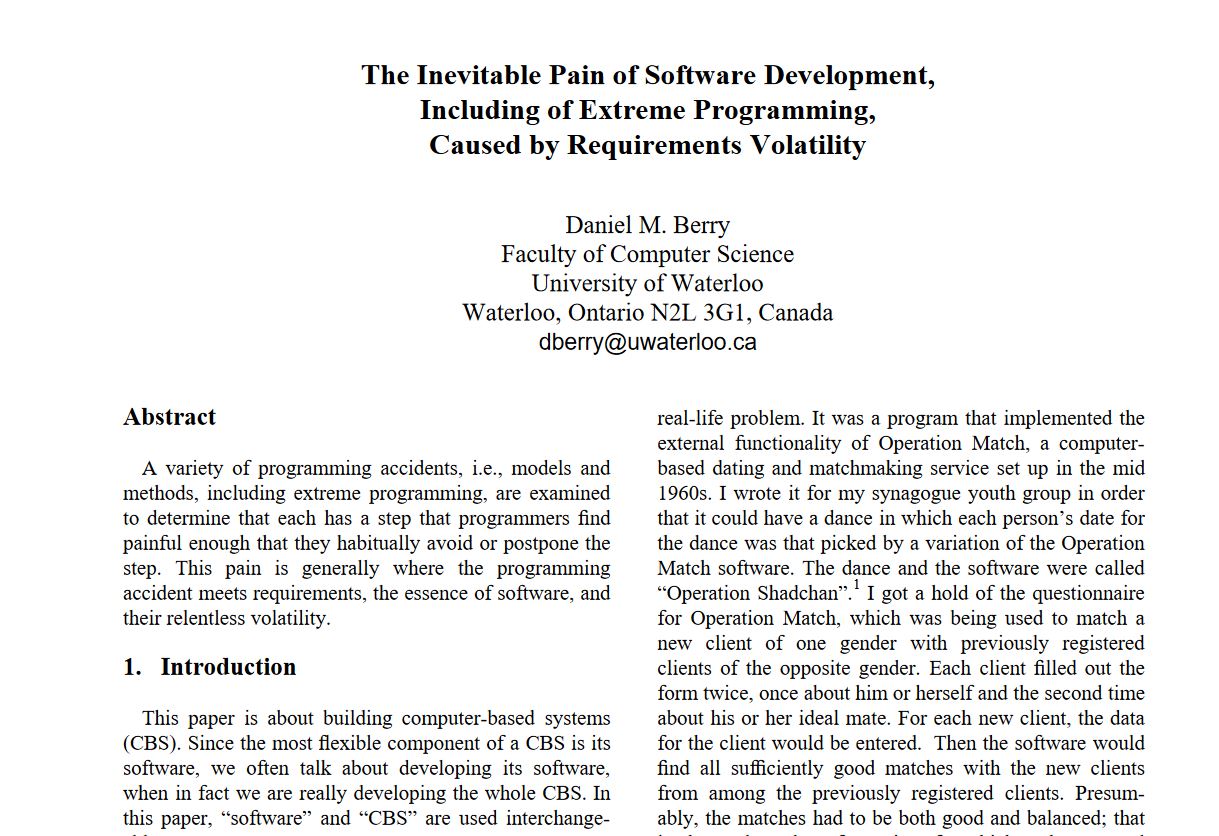 The Inevitable Pain of Software Development,
Including of Extreme Programming,
Caused by Requirements Volatility
Daniel M. Berry
Faculty of Computer Science
University of Waterloo
Waterloo, Ontario N2L 3G1, Canada
dberry@uwaterloo.ca
Abstract
A variety of programming accidents, i.e., models and
methods, including extreme programming, are examined
to determine that each has a step that programmers find
painful enough that they habitually avoid or postpone the
step. This pain is generally where the programming
accident meets requirements, the essence of software, and
their relentless volatility.
1. Introduction
This paper is about building computer-based systems
(CBS). Since the most flexible component of a CBS is its
software, we often talk about developing its software,
when in fact we are really developing the whole CBS. In
this paper, “software” and “CBS” are used interchange-
real-life problem. It was a program that implemented the
external functionality of Operation Match, a computer-
based dating and matchmaking service set up in the mid
1960s. I wrote it for my synagogue youth group in order
that it could have a dance in which each person’s date for
the dance was that picked by a variation of the Operation
Match software. The dance and the software were called
“Operation Shadchan”.1 I got a hold of the questionnaire
for Operation Match, which was being used to match a
new client of one gender with previously registered
clients of the opposite gender. Each client filled out the
form twice, once about him or herself and the second time
about his or her ideal mate. For each new client, the data
for the client would be entered. Then the software would
find all sufficiently good matches with the new clients
from among the previously registered clients. Presum-
ably, the matches had to be both good and balanced; that